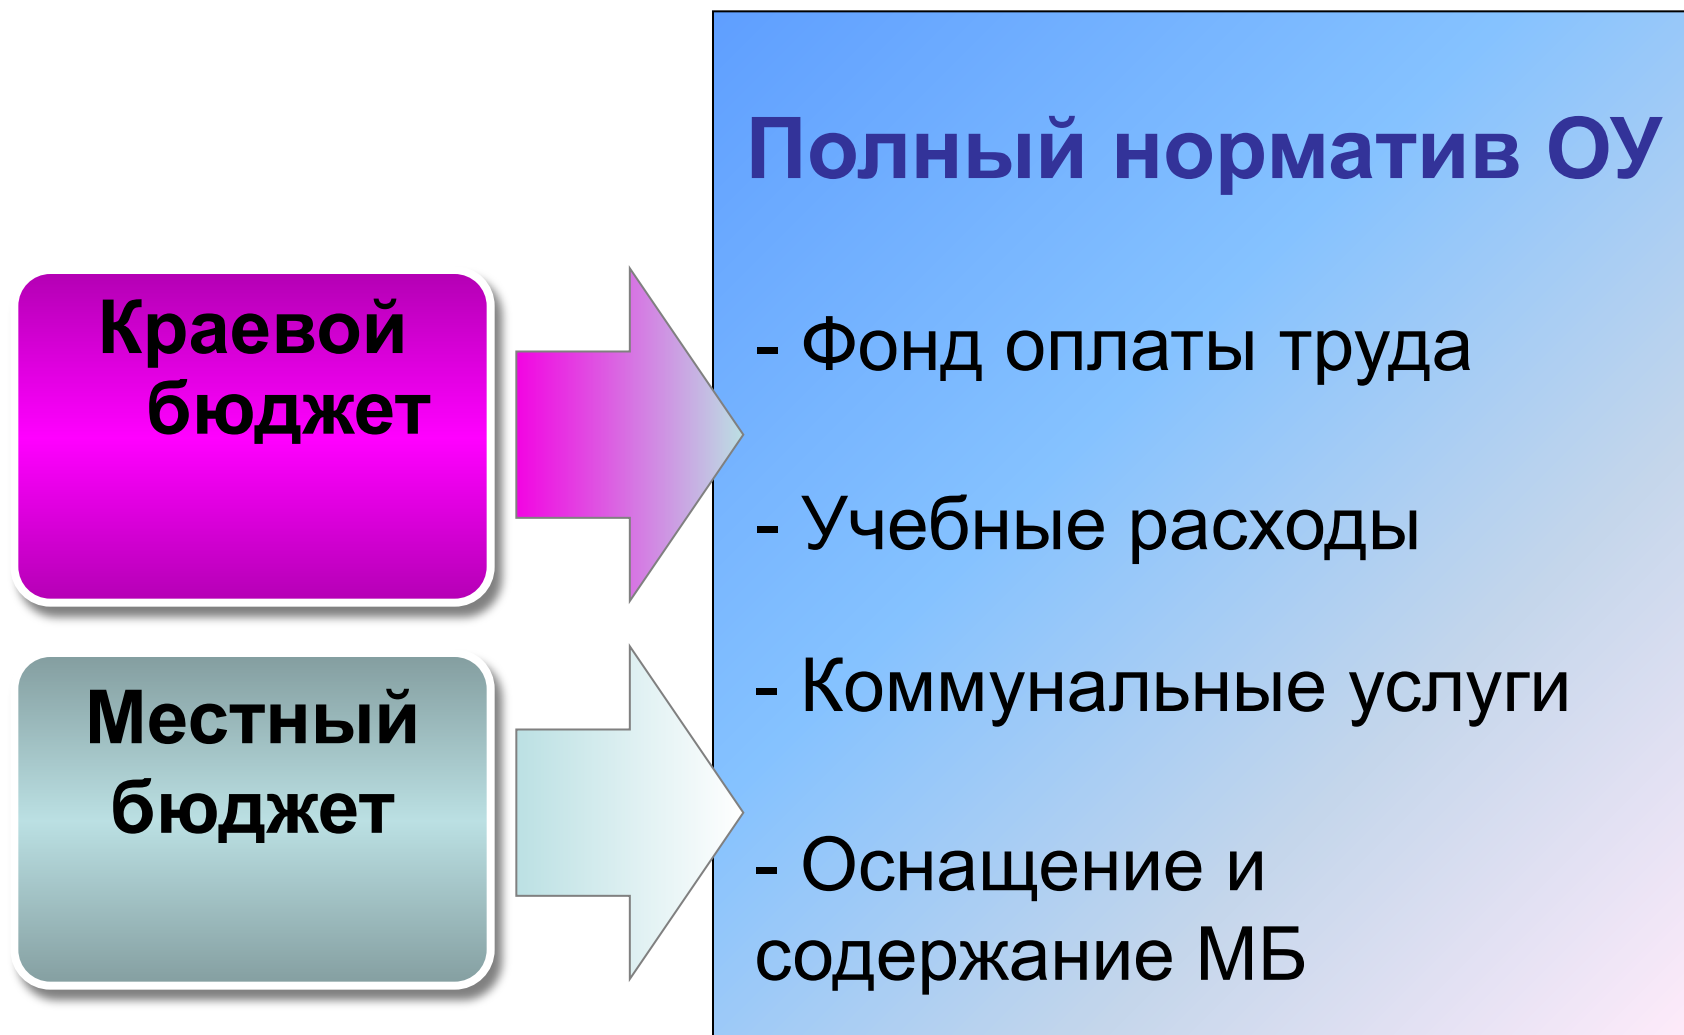 Полный норматив ОУ
Краевой
бюджет
- Фонд оплаты труда
- Учебные расходы
Местный
бюджет
- Коммунальные услуги
- Оснащение и
содержание МБ